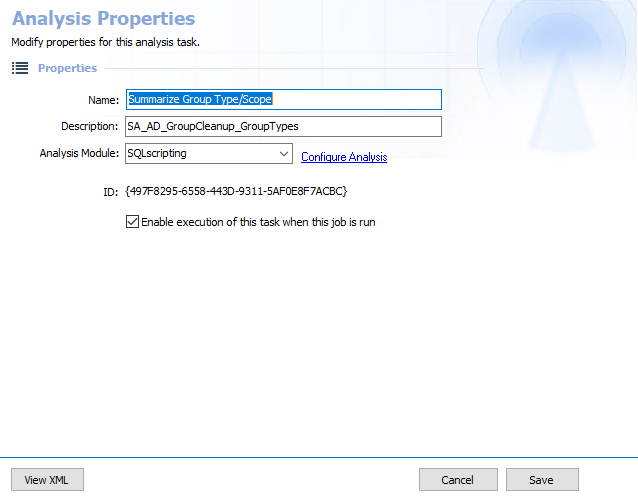 Analysis Properties
Modify properties for this analysis task.
Properties
Name: Summarize Group Type/Scope
Description: SA_AD_GroupCleanup_GroupTypes
Analysis Module: SQLscripting Configure Analysis
ID: {497F8295-6558-443D-9311-5AF0E8F7ACBC}
Enable execution of this task when this job is run
View XML Cancel Save